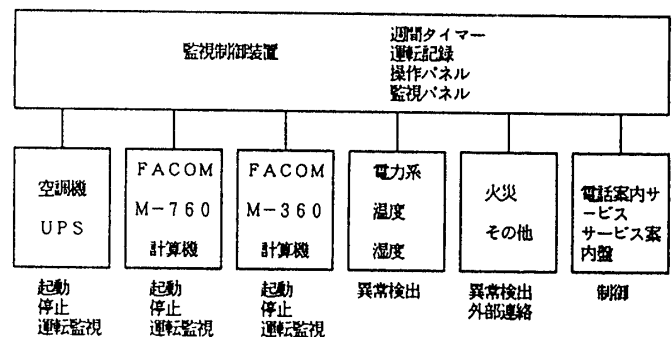 監視制御装置
週間タイマー
運転記録
操作パネル
監視パネル
空調機
UPS
FACOM
M－760
計算機
FACOM
M－360
計算機
電力系
温度
湿度
火災
その他
電話案内サ
ービス
サービス案
内盤
起動
停止
運転監視
起動
停止
運転監視
起動
停止
運転監視
異常検出
異常検出
外部連絡
制御